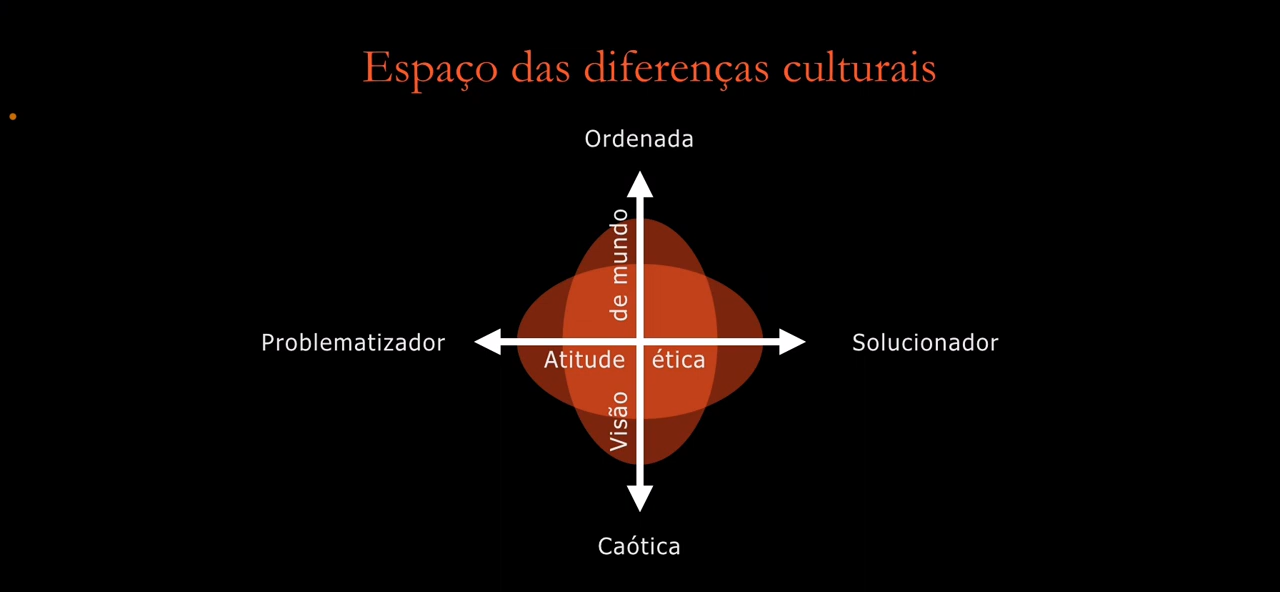 Espaço das diferenças culturais
Ordenada
Visão de mundo
Problematizador
Solucionador
Atitude ética
Caótica